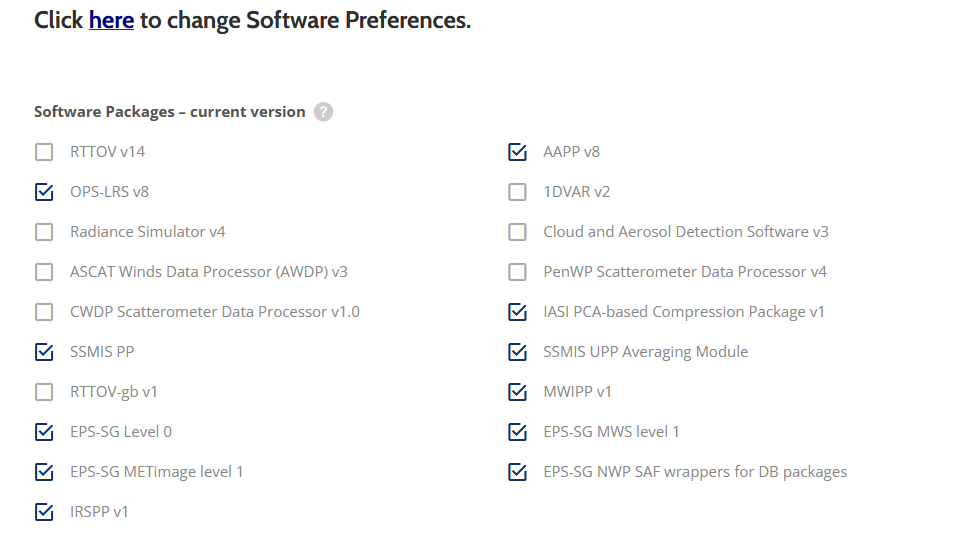 Click here to change Software Preferences.
Software Packages – current version ?
RTTOV v14
AAPP v8
OPS-LRS v8
1DVAR v2
Radiance Simulator v4
Cloud and Aerosol Detection Software v3
ASCAT Winds Data Processor (AWDP) v3
PenWP Scatterometer Data Processor v4
CWDP Scatterometer Data Processor v1.0
IASI PCA-based Compression Package v1
SSMIS PP
SSMIS UPP Averaging Module
RTTOV-gb v1
MWIPP v1
EPS-SG Level 0
EPS-SG MWS level 1
EPS-SG METimage level 1
EPS-SG NWP SAF wrappers for DB packages
IRSPP v1